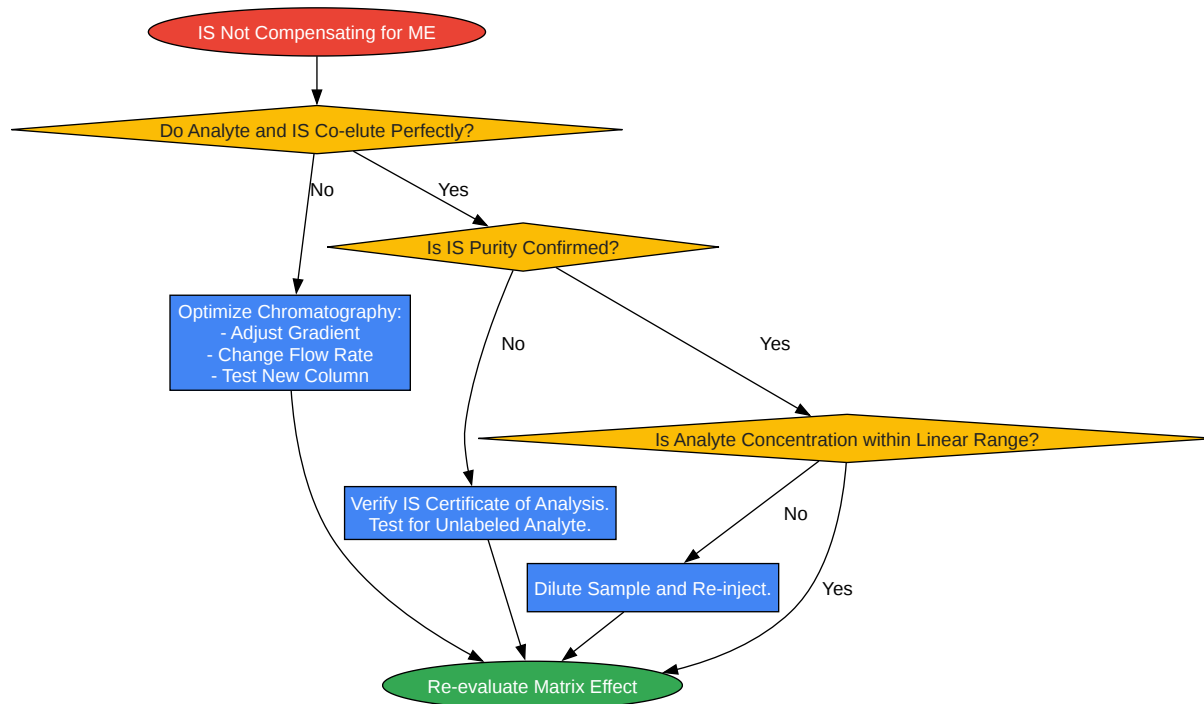 IS Not Compensating for ME
Do Analyte and IS Co-elute Perfectly?
No
Yes
Is IS Purity Confirmed?
Optimize Chromatography:
- Adjust Gradient
- Change Flow Rate
- Test New Column
No
Yes
Is Analyte Concentration within Linear Range?
Verify IS Certificate of Analysis.
Test for Unlabeled Analyte.
No
Dilute Sample and Re-inject.
Yes
Re-evaluate Matrix Effect